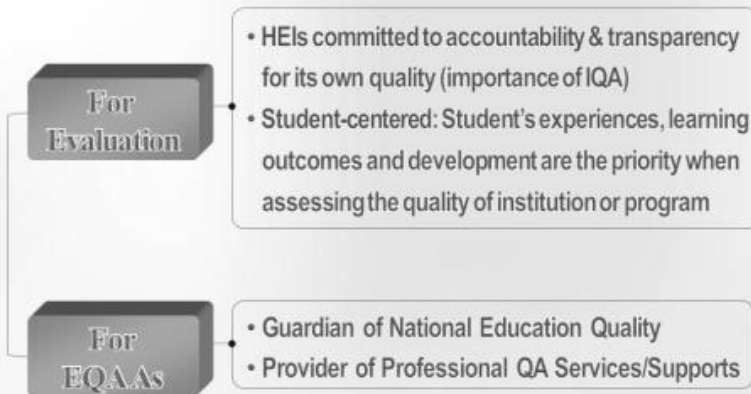 For
Evaluation
• HEIs committed to accountability & transparency
for its own quality (importance of IQA)
• Student-centered: Student's experiences, learning
outcomes and development are the priority when
assessing the quality of institution or program
For
EQAAs
• Guardian of National Education Quality
• Provider of Professional QA Services/Supports